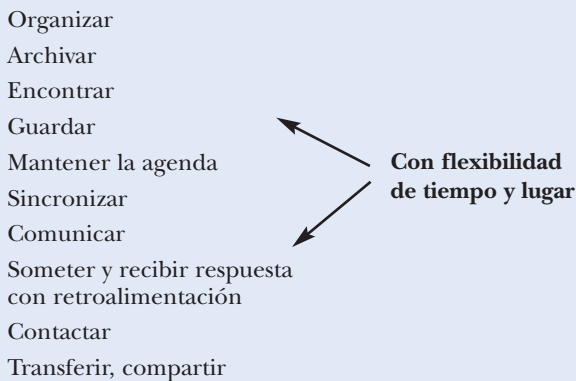 Organizar
Archivar
Encontrar
Guardar
Mantener la agenda
Con flexibilidad
de tiempo y lugar
Sincronizar
Comunicar
Someter y recibir respuesta
con retroalimentación
Contactar
Transferir, compartir